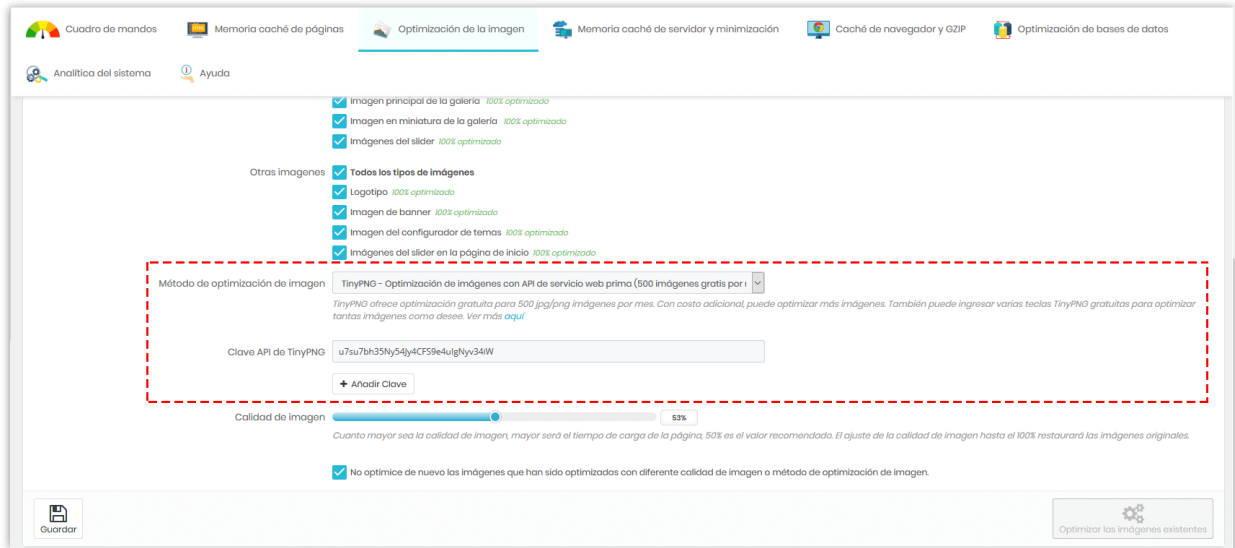 Cuadro de mandos
Memoria caché de páginas
Optimización de la imagen
Memoria caché de servidor y minimización
Caché de navegador y GZIP
Optimización de bases de datos
Analítica del sistema
Ayuda
Imagen principal de la galería 100% optimizado
Imagen en miniatura de la galería 100% optimizado
Imágenes del slider 100% optimizado
Otras imagenes
Todos los tipos de imágenes
Logotipo 100% optimizado
Imagen de banner 100% optimizado
Imagen del configurador de temas 100% optimizado
Imágenes del slider en la página de inicio 100% optimizado
Método de optimización de imagen
TinyPNG - Optimización de imágenes con API de servicio web prima (500 imágenes gratis por
TinyPNG ofrece optimización gratuita para 500 jpg/png imágenes por mes. Con costo adicional, puede optimizar más imágenes. También puede ingresar varias teclas TinyPNG gratuitas para optimizar
tantas imágenes como desee. Ver más aquí
Clave API de TinyPNG
u7su7bh35Ny54Jy4CFS9e4uIgNyv34iW
+ Añadir Clave
Calidad de imagen
53%
Cuanto mayor sea la calidad de imagen, mayor será el tiempo de carga de la página, 50% es el valor recomendado. El ajuste de la calidad de imagen hasta el 100% restaurará las imágenes originales.
No optimice de nuevo las imágenes que han sido optimizadas con diferente calidad de imagen o método de optimización de imagen.
Guardar
Optimizar las imágenes existentes